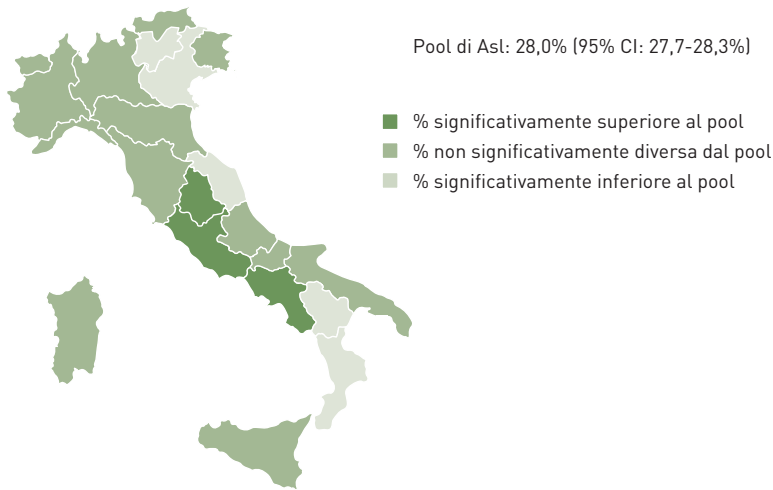 Pool di Asl: 28,0% (95% CI: 27,7-28,3%)
% significativamente superiore al pool
% non significativamente diversa dal pool
% significativamente inferiore al pool